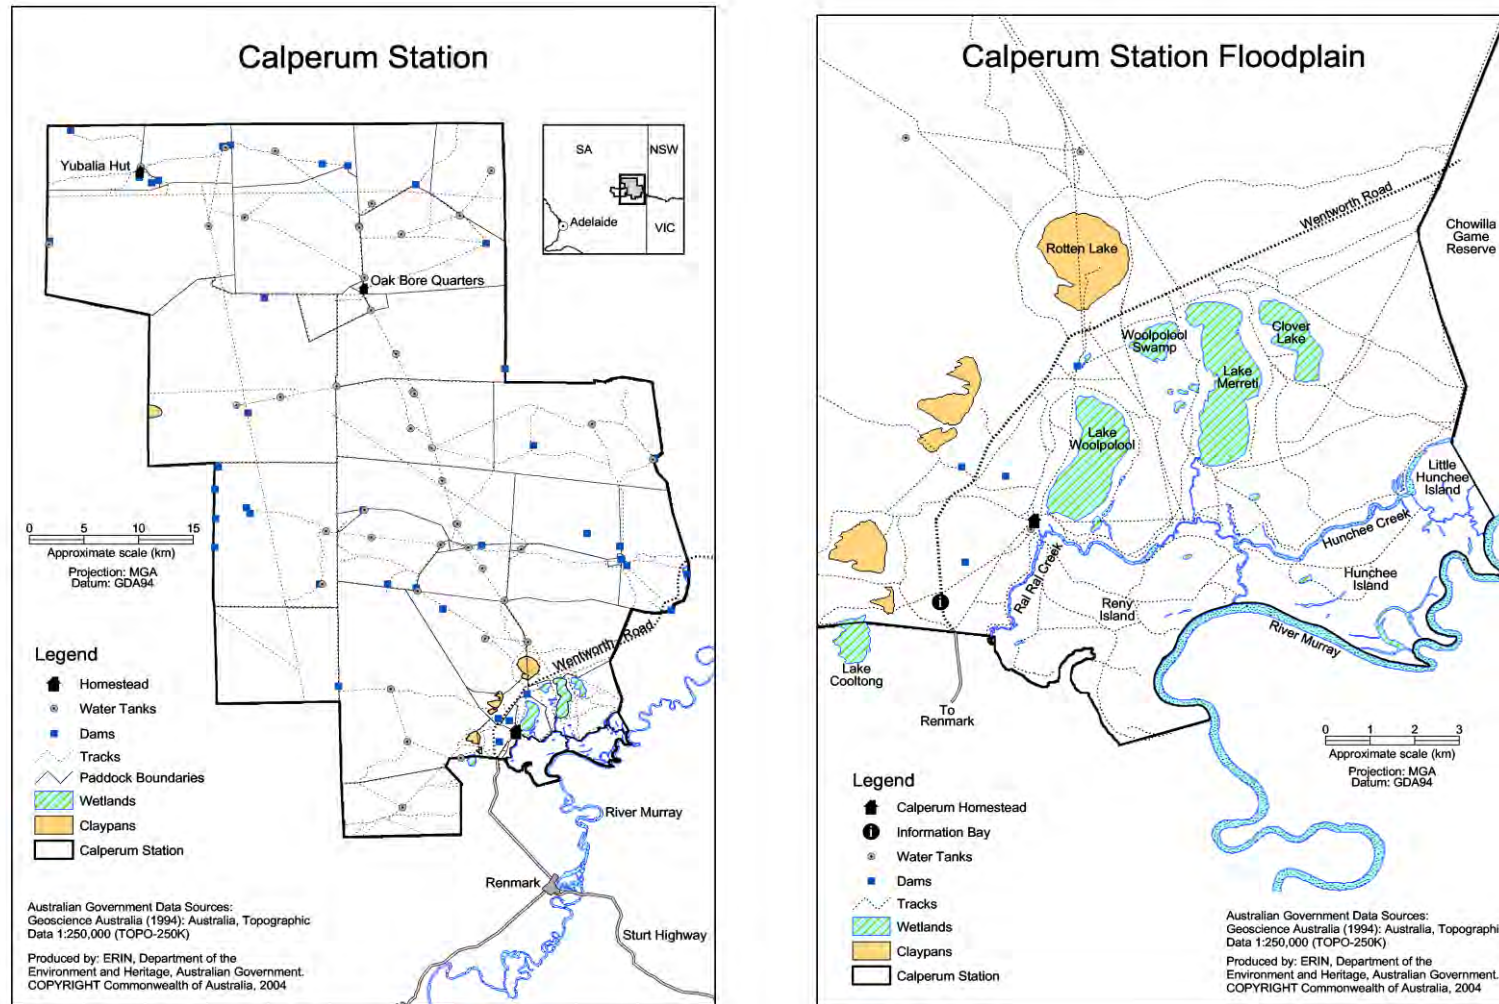 Calperum Station
SA
NSW
Adelaide
VIC
Yubalia Hut
Oak Bore Quarters
0 5 10 15
Approximate scale (km)
Projection: MGA
Datum: GDA94
Wentworth Road
Legend
Homestead
Water Tanks
Dams
Tracks
Paddock Boundaries
Wetlands
Claypans
Calperum Station
River Murray
Renmark
Sturt Highway
Australian Government Data Sources:
Geoscience Australia (1994): Australia, Topographic
Data 1:250,000 (TOPO-250K)
Produced by: ERIN, Department of the
Environment and Heritage, Australian Government.
COPYRIGHT Commonwealth of Australia, 2004
Calperum Station Floodplain
Wentworth Road
Chowilla
Game
Reserve
Rotten Lake
Woolpolool
Swamp
Clover
Lake
Lake
Merreti
Lake
Woolpolool
Little
Hunchee
Island
Hunchee Creek
Ral Ral Creek
Hunchee
Island
Reny
Island
River Murray
i
Lake
Cooltong
To
Renmark
0 1 2 3
Approximate scale (km)
Projection: MGA
Datum: GDA94
Legend
Calperum Homestead
i
Information Bay
Water Tanks
Dams
Tracks
Wetlands
Claypans
Calperum Station
Australian Government Data Sources:
Geoscience Australia (1994): Australia, Topographi
Data 1:250,000 (TOPO-250K)
Produced by: ERIN, Department of the
Environment and Heritage, Australian Government.
COPYRIGHT Commonwealth of Australia, 2004